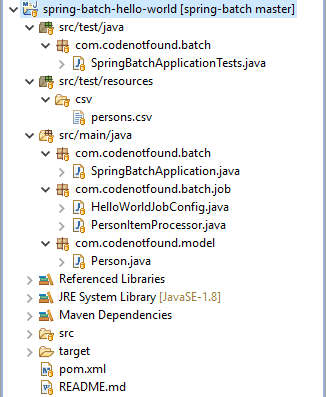 spring-batch-hello-world [spring-batch master]
src/test/java
com.codenotfound.batch
SpringBatchApplicationTests.java
src/test/resources
csv
persons.csv
src/main/java
com.codenotfound.batch
SpringBatchApplication.java
com.codenotfound.batch.job
HelloWorldJobConfig.java
PersonItemProcessor.java
com.codenotfound.model
Person.java
Referenced Libraries
JRE System Library [JavaSE-1.8]
Maven Dependencies
src
target
pom.xml
README.md